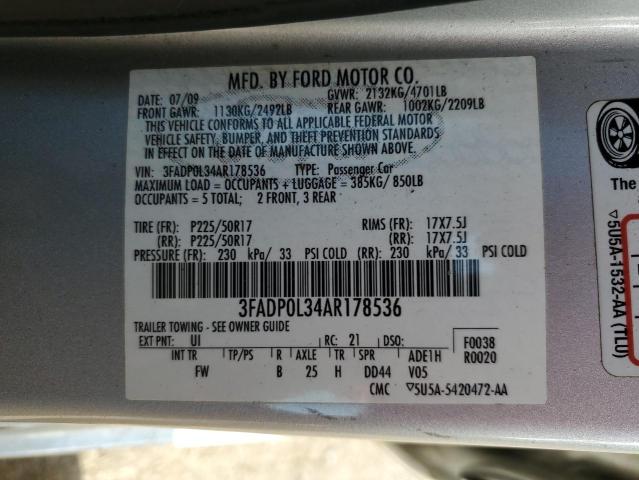 MFD. BY FORD MOTOR CO.
DATE: 07/09 GVWR: 2132KG/4701LB
FRONT GAWR: 1130KG/2492LB REAR GAWR: 1002KG/2209LB
THIS VEHICLE CONFORMS TO ALL APPLICABLE FEDERAL MOTOR
VEHICLE SAFETY, BUMPER, AND THEFT PREVENTION STANDARDS
IN EFFECT ON THE DATE OF MANUFACTURE SHOWN ABOVE.
VIN: 3FADP0L34AR178536 TYPE: Passenger Car
MAXIMUM LOAD = OCCUPANTS + LUGGAGE = 385KG/ 850LB
OCCUPANTS = 5 TOTAL; 2 FRONT, 3 REAR
TIRE (FR): P225/50R17 RIMS (FR): 17X7.5J
(RR): P225/50R17 (RR): 17X7.5J
PRESSURE (FR): 230 kPa/ 33 PSI COLD (RR): 230 kPa/ 33 PSI COLD
3FADP0L34AR178536
TRAILER TOWING - SEE OWNER GUIDE
EXT PNT: UI RC: 21 DSO: F0038
INT TR TP/PS R AXLE TR SPR ADE1H R0020
FW B 25 H DD44 V05
CMC ▽5U5A-5420472-AA
The
▽5U5A-1532-AA (TLU)